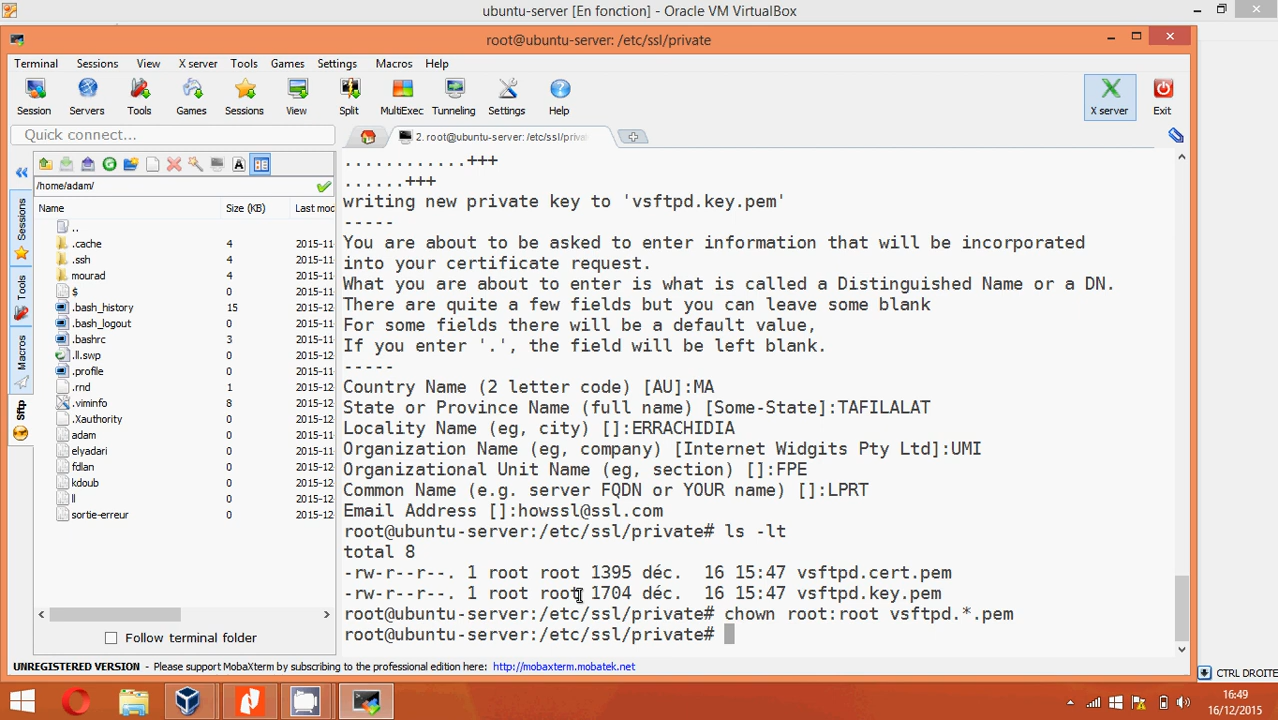 ubuntu-server [En fonction] - Oracle VM VirtualBox
root@ubuntu-server: /etc/ssl/private
Terminal Sessions View X server Tools Games Settings Macros Help
Session Servers Tools Games Sessions View Split MultiExec Tunneling Settings Help X server Exit
Quick connect...
2. root@ubuntu-server: /etc/ssl/priva
/home/adam/
Name Size (KB) Last mod
..
.cache 4 2015-11
.ssh 4 2015-11
mourad 4 2015-11
$ 0 2015-11
.bash_history 15 2015-12
.bash_logout 0 2015-11
.bashrc 3 2015-12
.ll.swp 0 2015-12
.profile 0 2015-11
.rnd 1 2015-12
.viminfo 8 2015-12
.Xauthority 0 2015-12
adam 0 2015-12
elyadari 0 2015-12
fdlan 0 2015-12
kdoub 0 2015-12
ll 0 2015-12
sortie-erreur 0 2015-12
Sessions
Tools
Macros
Sftp
Follow terminal folder
............+++
......+++
writing new private key to 'vsftpd.key.pem'
-----
You are about to be asked to enter information that will be incorporated
into your certificate request.
What you are about to enter is what is called a Distinguished Name or a DN.
There are quite a few fields but you can leave some blank
For some fields there will be a default value,
If you enter '.', the field will be left blank.
-----
Country Name (2 letter code) [AU]:MA
State or Province Name (full name) [Some-State]:TAFILALAT
Locality Name (eg, city) []:ERRACHIDIA
Organization Name (eg, company) [Internet Widgits Pty Ltd]:UMI
Organizational Unit Name (eg, section) []:FPE
Common Name (e.g. server FQDN or YOUR name) []:LPRT
Email Address []:howssl@ssl.com
root@ubuntu-server:/etc/ssl/private# ls -lt
total 8
-rw-r--r--. 1 root root 1395 déc.  16 15:47 vsftpd.cert.pem
-rw-r--r--. 1 root root 1704 déc.  16 15:47 vsftpd.key.pem
root@ubuntu-server:/etc/ssl/private# chown root:root vsftpd.*.pem
root@ubuntu-server:/etc/ssl/private#
UNREGISTERED VERSION - Please support MobaXterm by subscribing to the professional edition here: http://mobaxterm.mobatek.net
CTRL DROITE
16:49
16/12/2015